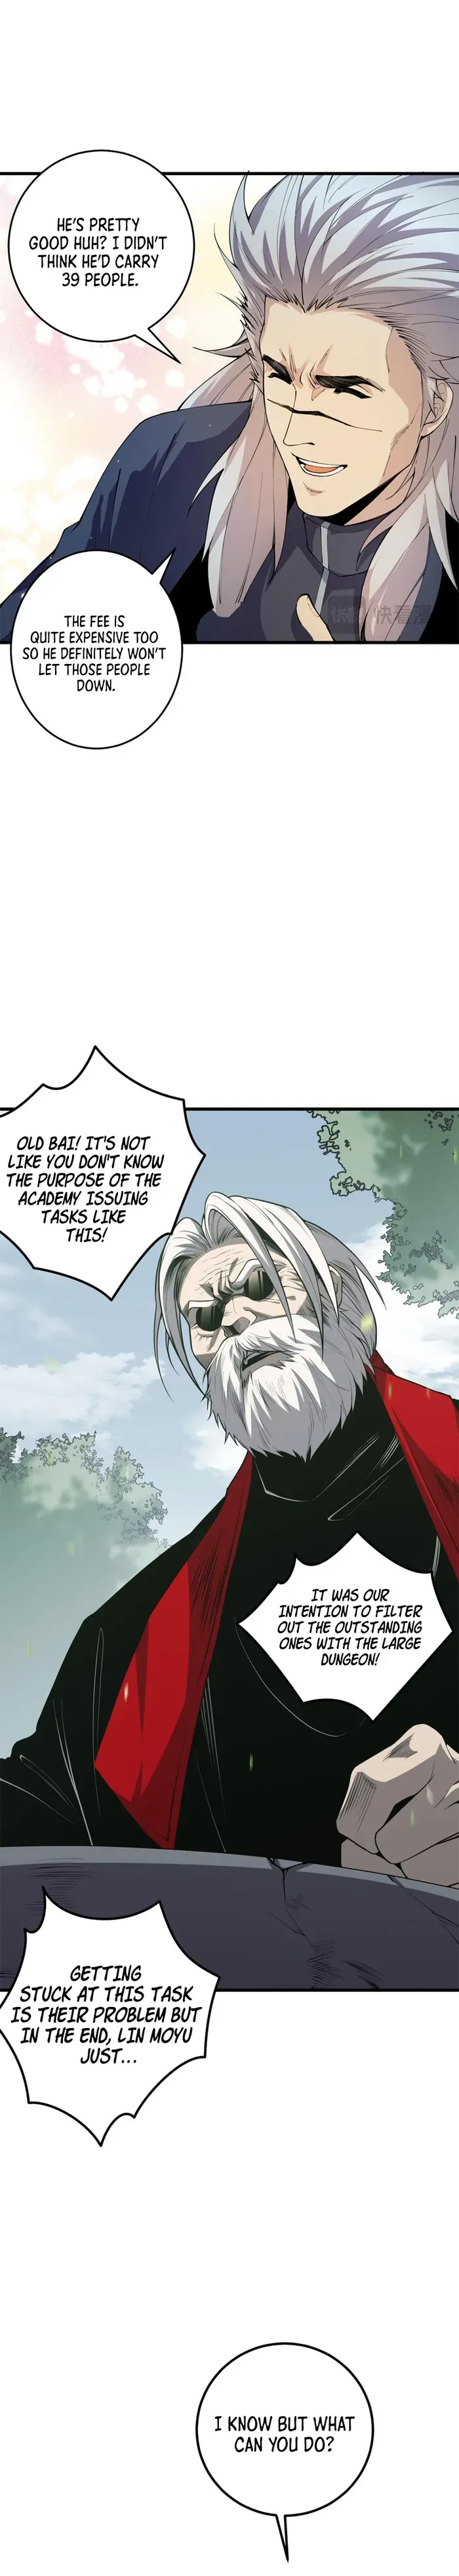 HE'S PRETTY
GOOD HUH? I DIDN'T
THINK HE'D CARRY
39 PEOPLE.
THE FEE IS
QUITE EXPENSIVE TOO
SO HE DEFINITELY WON'T
LET THOSE PEOPLE
DOWN.
OLD BAI! IT'S NOT
LIKE YOU DON'T KNOW
THE PURPOSE OF THE
ACADEMY ISSUING
TASKS LIKE
THIS!
IT WAS OUR
INTENTION TO FILTER
OUT THE OUTSTANDING
ONES WITH THE LARGE
DUNGEON!
GETTING
STUCK AT THIS TASK
IS THEIR PROBLEM BUT
IN THE END, LIN MOYU
JUST...
I KNOW BUT WHAT
CAN YOU DO?